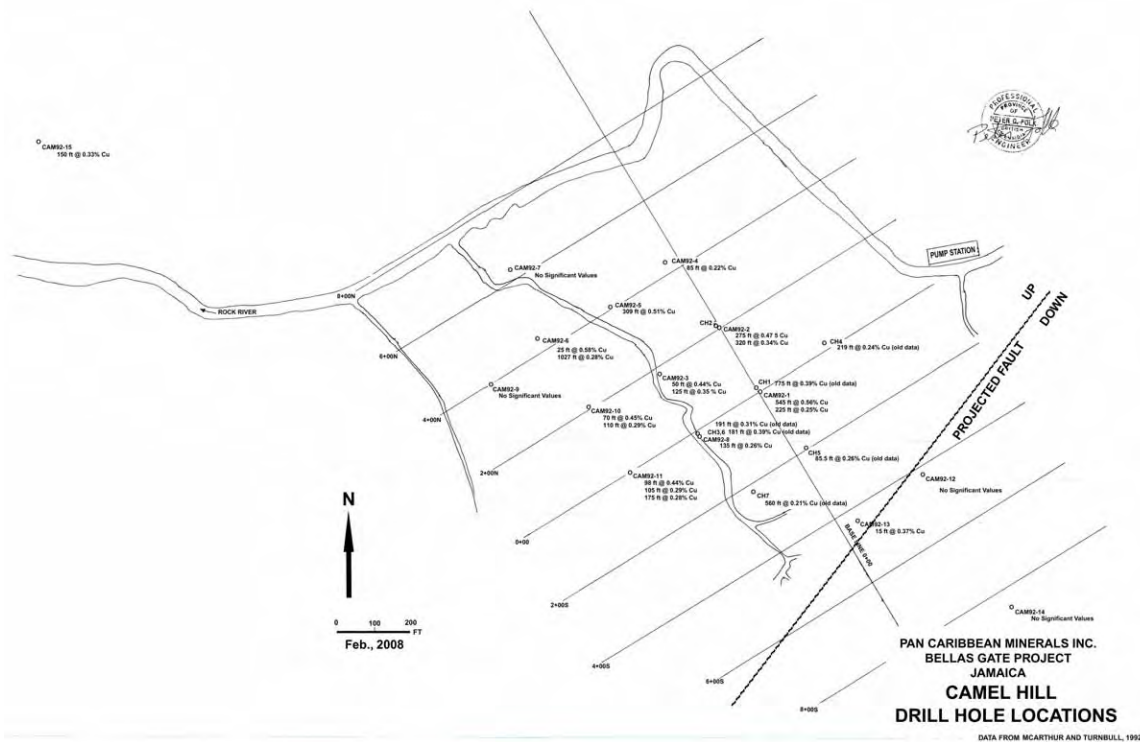 PROFESSIONAL
PROVINCE
OF
ENGINEER
CAM92-15
150 ft @ 0.33% Cu
PUMP STATION
CAM92-4
85 ft @ 0.22% Cu
CAM92-7
No Significant Values
UP
DOWN
8+00N
ROCK RIVER
CAM92-5
309 ft @ 0.51% Cu
CH2
CAM92-2
275 ft @ 0.47 5 Cu
320 ft @ 0.34% Cu
CAM92-6
25 ft @ 0.58% Cu
1027 ft @ 0.28% Cu
CH4
219 ft @ 0.24% Cu (old data)
6+00N
PROJECTED FAULT
CAM92-3
50 ft @ 0.44% Cu
125 ft @ 0.35 % Cu
CH1
775 ft @ 0.39% Cu (old data)
CAM92-1
545 ft @ 0.56% Cu
225 ft @ 0.25% Cu
CAM92-9
No Significant Values
4+00N
CAM92-10
70 ft @ 0.45% Cu
110 ft @ 0.29% Cu
191 ft @ 0.31% Cu (old data)
CH3,6 181 ft @ 0.39% Cu (old data)
CAM92-8
135 ft @ 0.26% Cu
CH5
85.5 ft @ 0.26% Cu (old data)
2+00N
CAM92-11
98 ft @ 0.44% Cu
105 ft @ 0.29% Cu
175 ft @ 0.28% Cu
CAM92-12
No Significant Values
CH7
560 ft @ 0.21% Cu (old data)
N
CAM92-13
15 ft @ 0.37% Cu
BASE LINE 0+00
0+00
2+00S
CAM92-14
No Significant Values
0 100 200
FT
Feb., 2008
4+00S
6+00S
8+00S
PAN CARIBBEAN MINERALS INC.
BELLAS GATE PROJECT
JAMAICA
CAMEL HILL
DRILL HOLE LOCATIONS
DATA FROM MCARTHUR AND TURNBULL, 1992